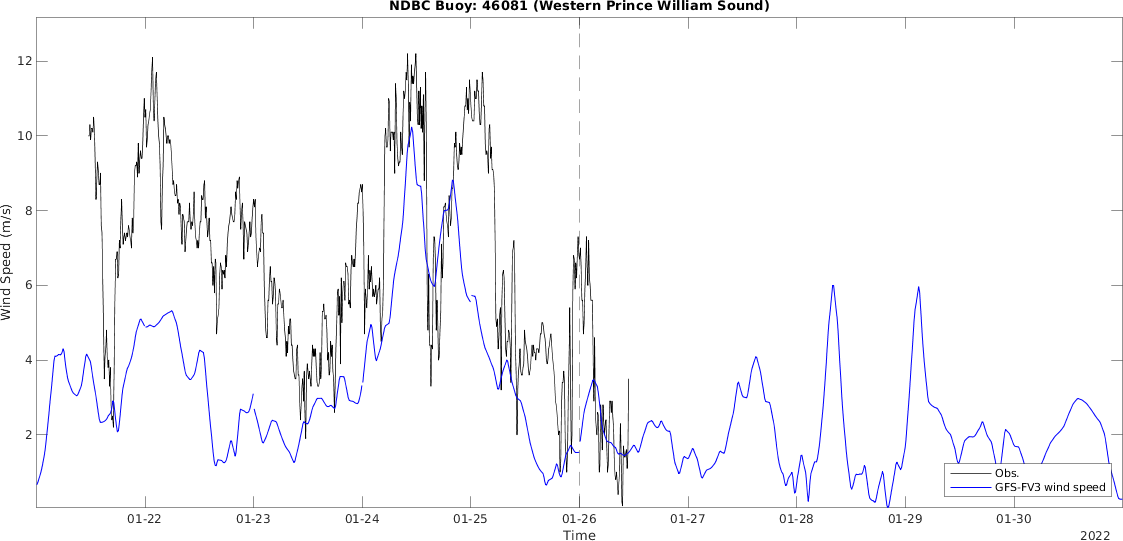 NDBC Buoy: 46081 (Western Prince William Sound)
Wind Speed (m/s)
12
10
8
6
4
2
Obs.
GFS-FV3 wind speed
01-22 01-23 01-24 01-25 01-26 01-27 01-28 01-29 01-30
Time
2022